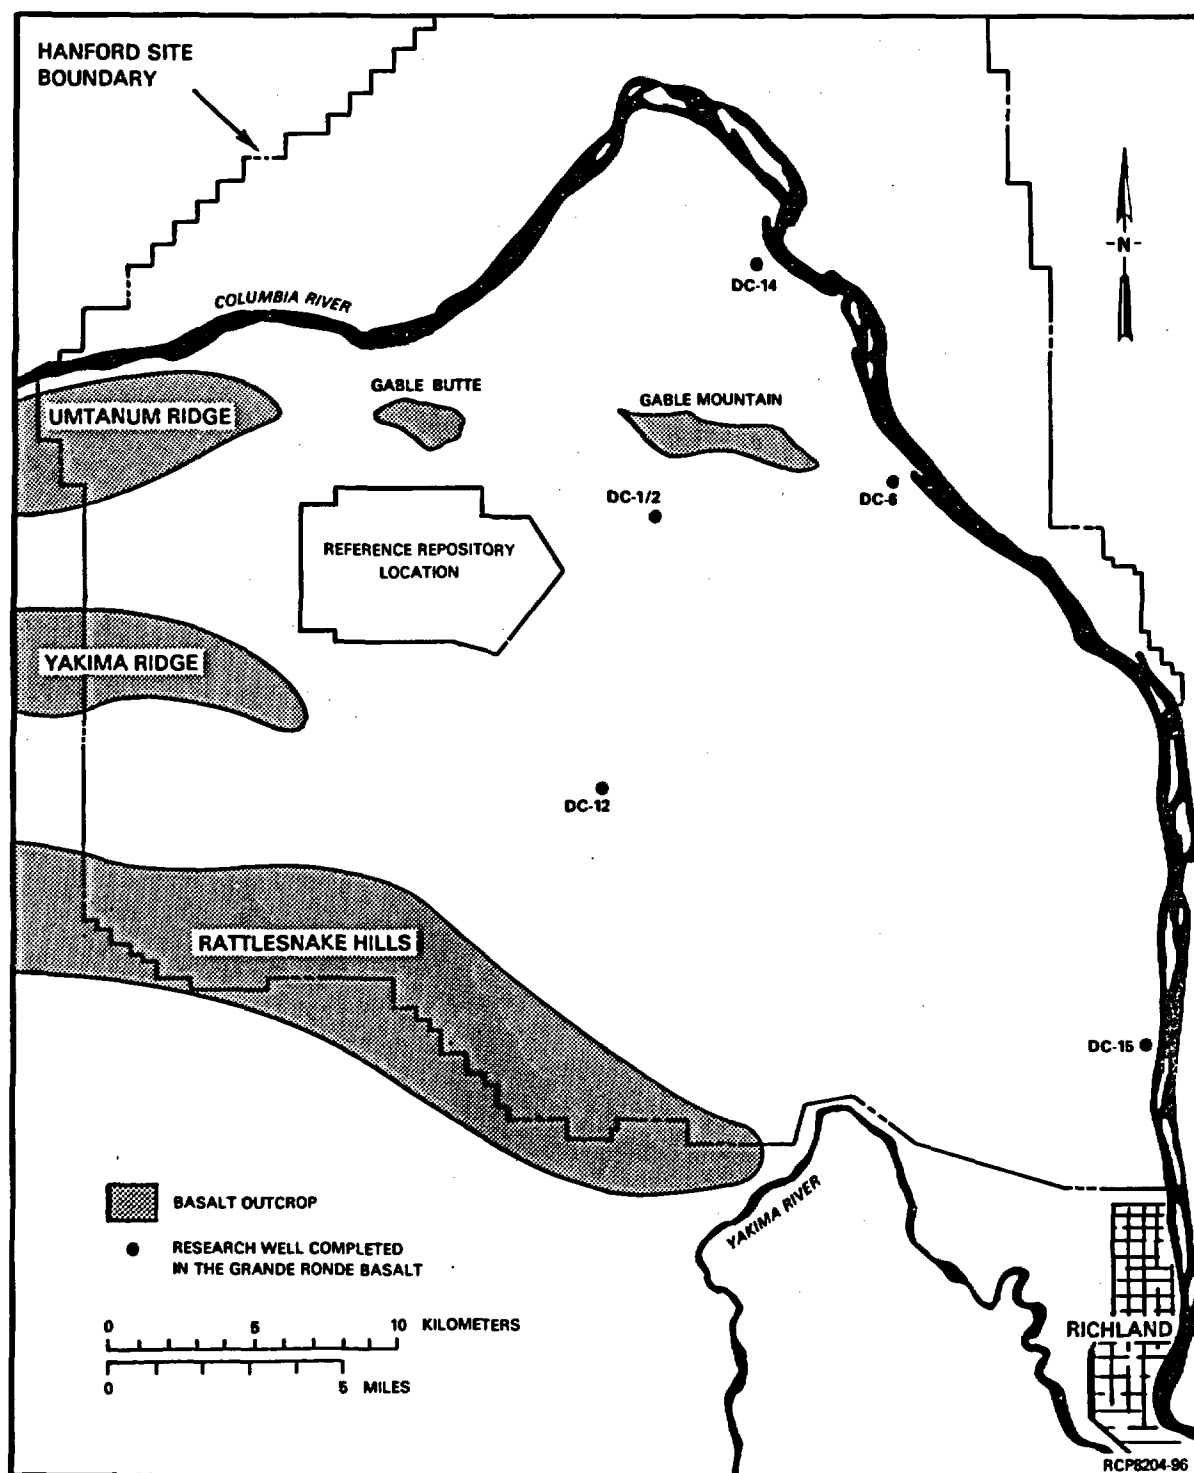 HANFORD SITE
BOUNDARY
-N-
DC-14
COLUMBIA RIVER
GABLE BUTTE
GABLE MOUNTAIN
UMTANUM RIDGE
DC-1/2
DC-6
REFERENCE REPOSITORY
LOCATION
YAKIMA RIDGE
DC-12
RATTLESNAKE HILLS
DC-15
BASALT OUTCROP
YAKIMA RIVER
RESEARCH WELL COMPLETED
IN THE GRANDE RONDE BASALT
0 5 10 KILOMETERS
RICHLAND
0 5 MILES
RCP8204-96